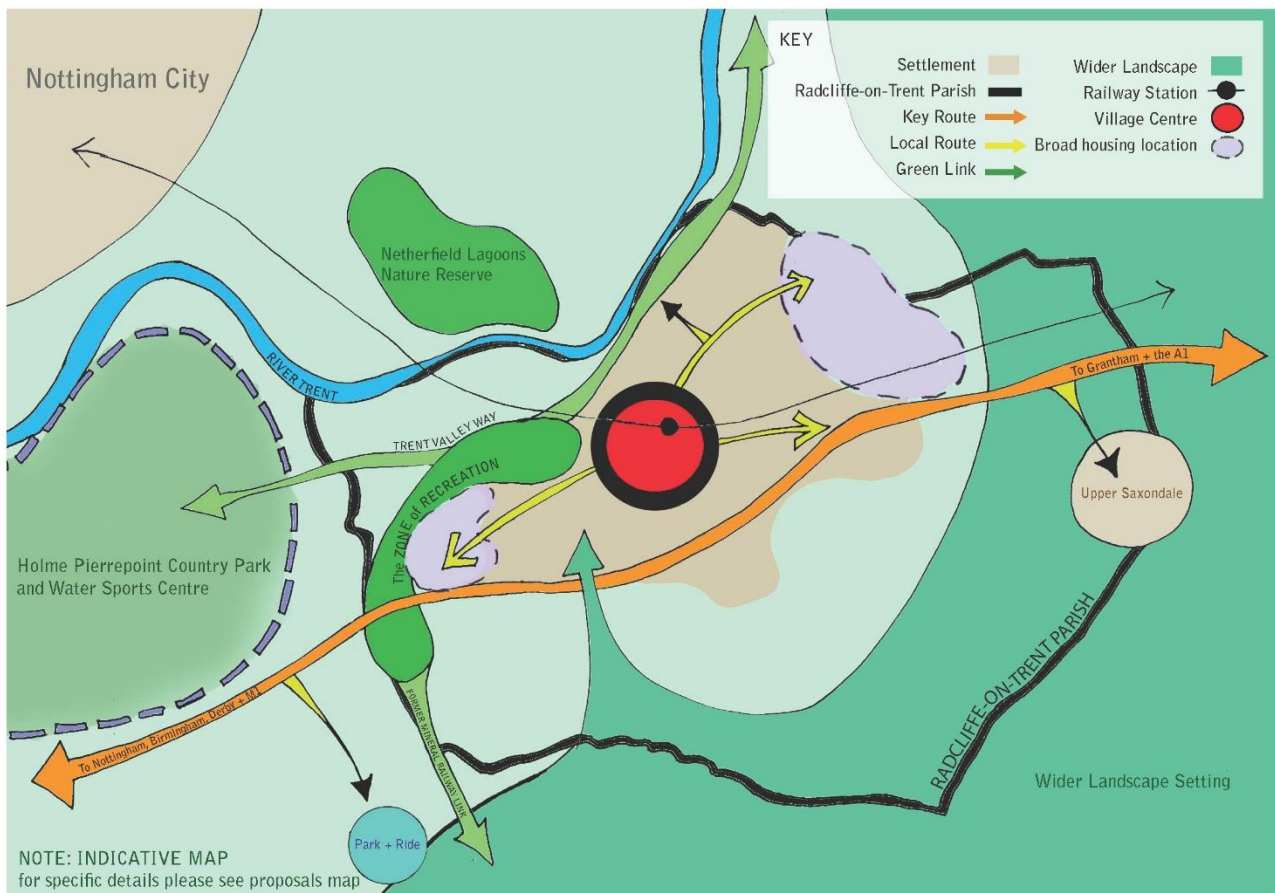 Nottingham City
KEY
Settlement
Radcliffe-on-Trent Parish
Key Route
Local Route
Green Link
Wider Landscape
Railway Station
Village Centre
Broad housing location
Netherfield Lagoons
Nature Reserve
RIVER TRENT
TRENT VALLEY WAY
The ZONE of RECREATION
To Grantham + the A1
Upper Saxondale
Holme Pierrepoint Country Park
and Water Sports Centre
To Nottingham, Birmingham, Derby + M1
FORMER MINERAL RAILWAY LINK
RADCLIFFE-ON-TRENT PARISH
Wider Landscape Setting
Park + Ride
NOTE: INDICATIVE MAP
for specific details please see proposals map